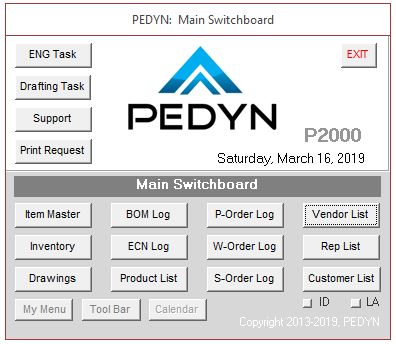 PEDYN:  Main Switchboard
ENG Task
EXIT
Drafting Task
PEDYN
Support
P2000
Print Request
Saturday, March 16, 2019
Main Switchboard
Item Master BOM Log P-Order Log Vendor List
Inventory ECN Log W-Order Log Rep List
Drawings Product List S-Order Log Customer List
My Menu Tool Bar Calendar ID LA
Copyright 2013-2019, PEDYN